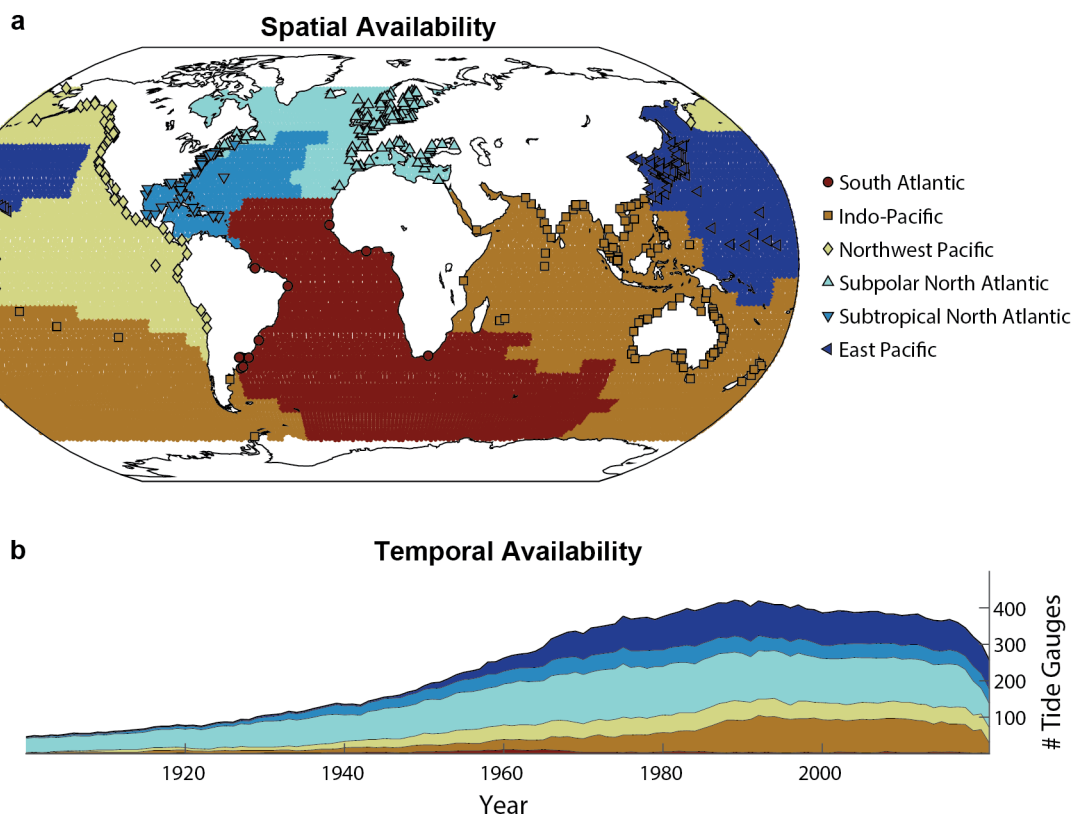 a
Spatial Availability
South Atlantic
Indo-Pacific
Northwest Pacific
Subpolar North Atlantic
Subtropical North Atlantic
East Pacific
b
Temporal Availability
400
300
200
100
# Tide Gauges
1920
1940
1960
1980
2000
Year